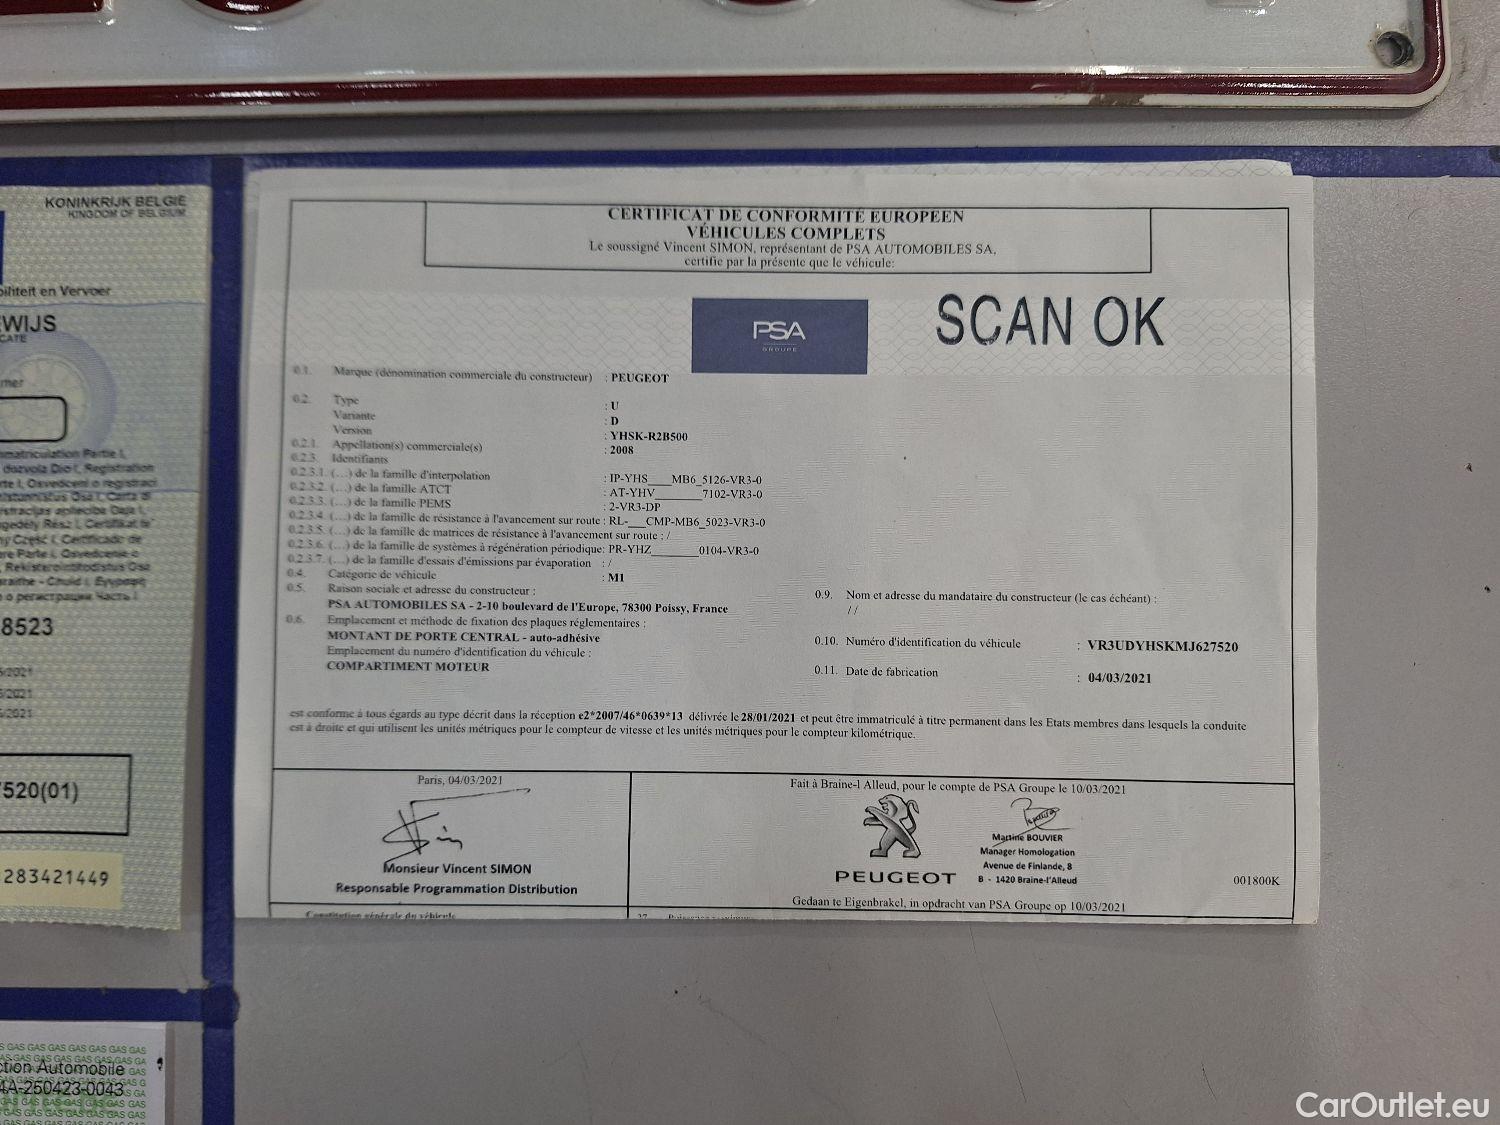 KONINKRIJK BELGIË
KINGDOM OF BELGIUM
Vervoer
8523
520(01)
283421449
CERTIFICAT DE CONFORMITÉ EUROPÉEN
VÉHICULES COMPLETS
Le soussigné Vincent SIMON, représentant de PSA AUTOMOBILES SA,
certifie par la présente que le véhicule:
PSA
GROUPE
SCAN OK
0.1. Marque (dénomination commerciale du constructeur) : PEUGEOT
0.2. Type : U
Variante : D
Version : YHSK-R2B500
0.2.1. Appellation(s) commerciale(s) : 2008
0.2.3. Identifiants
0.2.3.1. (...) de la famille d'interpolation : IP-YHS____MB6_5126-VR3-0
0.2.3.2. (...) de la famille ATCT : AT-YHV________7102-VR3-0
0.2.3.3. (...) de la famille PEMS : 2-VR3-DP
0.2.3.4. (...) de la famille de résistance à l'avancement sur route : RL-___CMP-MB6_5023-VR3-0
0.2.3.5. (...) de la famille de matrices de résistance à l'avancement sur route : /
0.2.3.6. (...) de la famille de systèmes à régénération périodique: PR-YHZ________0104-VR3-0
0.2.3.7. (...) de la famille d'essais d'émissions par évaporation : /
0.4. Catégorie de véhicule : M1
0.5. Raison sociale et adresse du constructeur :
PSA AUTOMOBILES SA - 2-10 boulevard de l'Europe, 78300 Poissy, France
0.6. Emplacement et méthode de fixation des plaques réglementaires :
MONTANT DE PORTE CENTRAL - auto-adhésive
Emplacement du numéro d'identification du véhicule :
COMPARTIMENT MOTEUR
0.9. Nom et adresse du mandataire du constructeur (le cas échéant) :
/ /
0.10. Numéro d'identification du véhicule : VR3UDYHSKMJ627520
0.11. Date de fabrication : 04/03/2021
est conforme à tous égards au type décrit dans la réception e2*2007/46*0639*13 délivrée le 28/01/2021 et peut être immatriculé à titre permanent dans les Etats membres dans lesquels la conduite
est à droite et qui utilisent les unités métriques pour le compteur de vitesse et les unités métriques pour le compteur kilométrique.
Paris, 04/03/2021
Monsieur Vincent SIMON
Responsable Programmation Distribution
Fait à Braine-l Alleud, pour le compte de PSA Groupe le 10/03/2021
PEUGEOT
Martine BOUVIER
Manager Homologation
Avenue de Finlande, 8
B - 1420 Braine-l'Alleud
001800K
Gedaan te Eigenbrakel, in opdracht van PSA Groupe op 10/03/2021
Constitution générale du véhicule
Automobile
4A-250423-0043
CarOutlet.eu